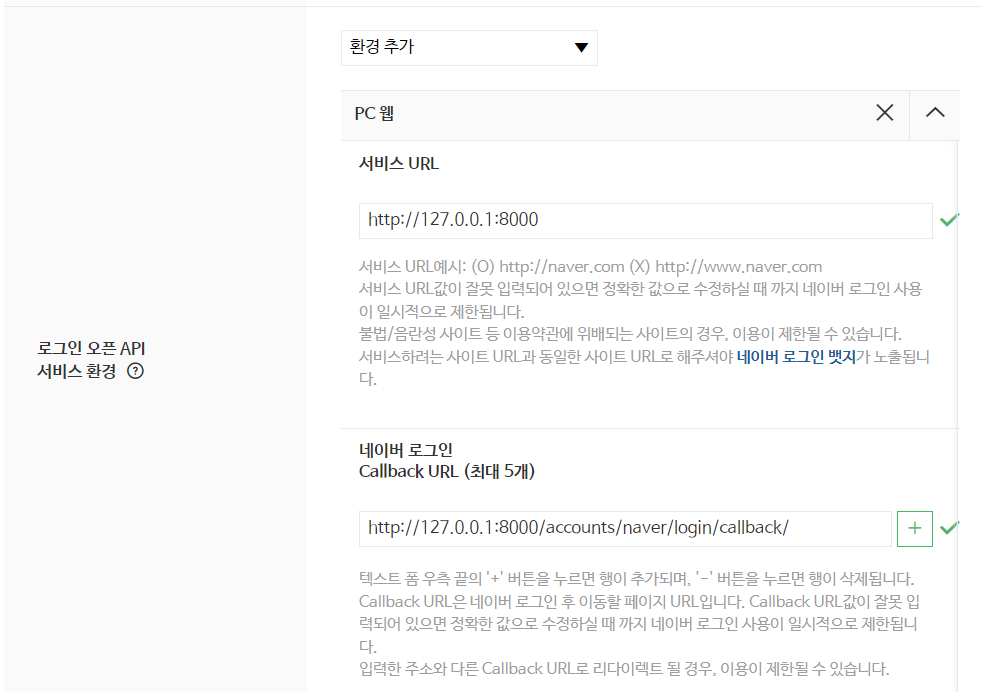 환경 추가
PC 웹
서비스 URL
http://127.0.0.1:8000
서비스 URL예시: (O) http://naver.com (X) http://www.naver.com
서비스 URL값이 잘못 입력되어 있으면 정확한 값으로 수정하실 때 까지 네이버 로그인 사용
이 일시적으로 제한됩니다.
불법/음란성 사이트 등 이용약관에 위배되는 사이트의 경우, 이용이 제한될 수 있습니다.
서비스하려는 사이트 URL과 동일한 사이트 URL로 해주셔야 네이버 로그인 뱃지가 노출됩니
다.
로그인 오픈 API
서비스 환경 ?
네이버 로그인
Callback URL (최대 5개)
http://127.0.0.1:8000/accounts/naver/login/callback/
텍스트 폼 우측 끝의 '+' 버튼을 누르면 행이 추가되며, '-' 버튼을 누르면 행이 삭제됩니다.
Callback URL은 네이버 로그인 후 이동할 페이지 URL입니다. Callback URL값이 잘못 입
력되어 있으면 정확한 값으로 수정하실 때 까지 네이버 로그인 사용이 일시적으로 제한됩니
다.
입력한 주소와 다른 Callback URL로 리다이렉트 될 경우, 이용이 제한될 수 있습니다.